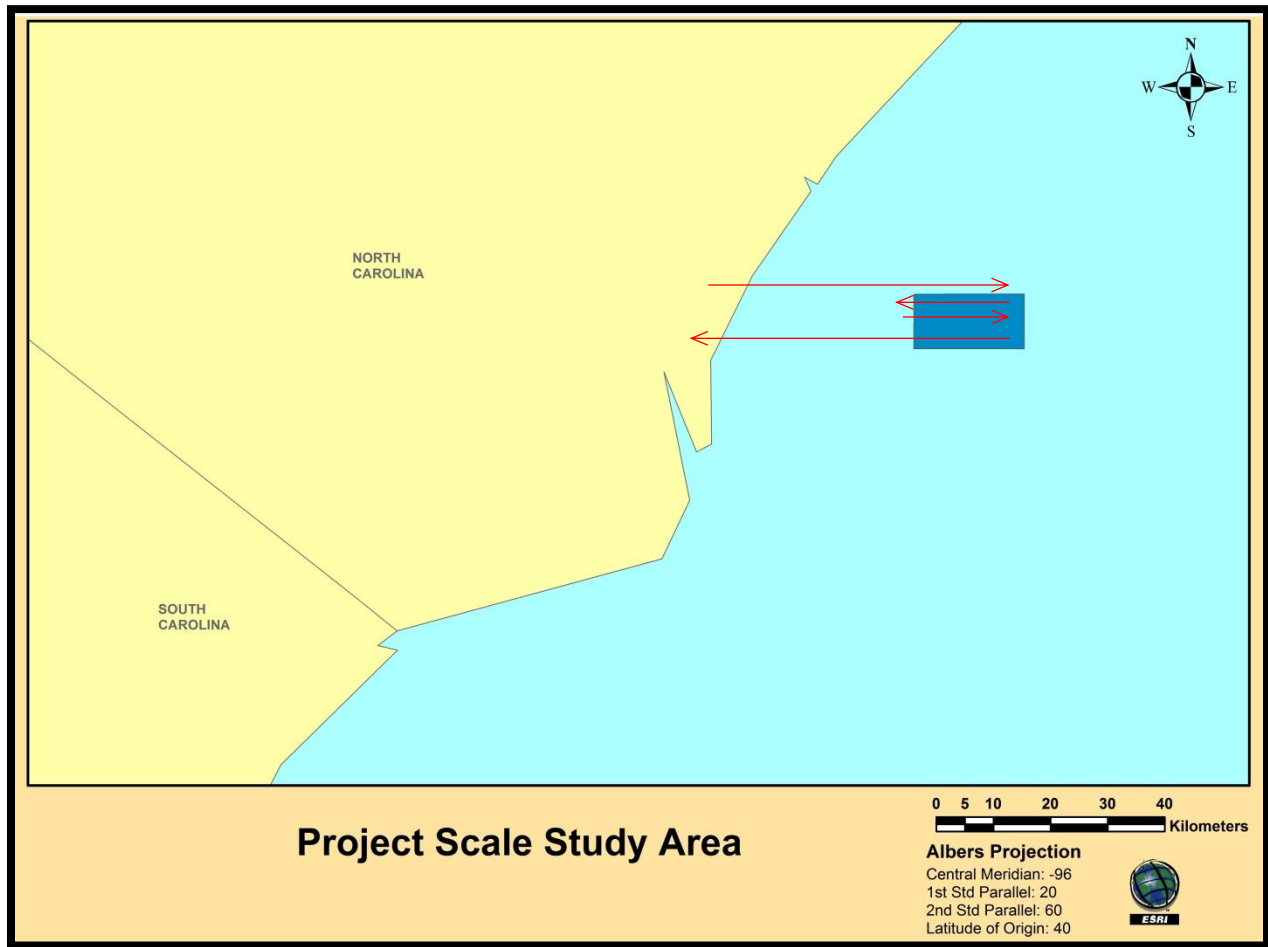 N
W E
S
NORTH
CAROLINA
SOUTH
CAROLINA
Project Scale Study Area
0 5 10 20 30 40
Kilometers
Albers Projection
Central Meridian: -96
1st Std Parallel: 20
2nd Std Parallel: 60
Latitude of Origin: 40
ESRI